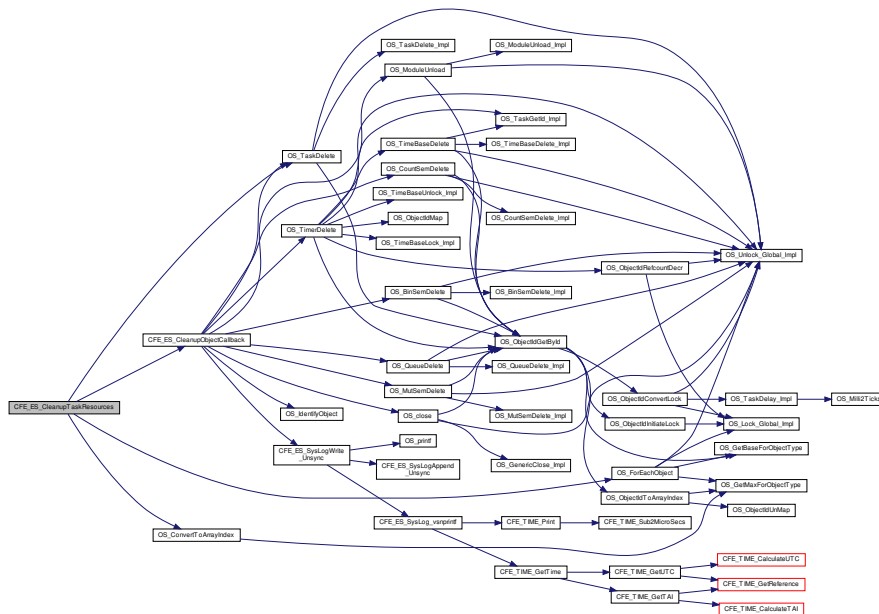 OS_TaskDelete_Impl
OS_ModuleUnload_Impl
OS_ModuleUnload
OS_TaskGetId_Impl
OS_TimeBaseDelete
OS_TimeBaseDelete_Impl
OS_TaskDelete
OS_CountSemDelete
OS_TimeBaseUnlock_Impl
OS_ObjectIdMap
OS_CountSemDelete_Impl
OS_TimerDelete
OS_TimeBaseLock_Impl
OS_Unlock_Global_Impl
OS_ObjectIdRefcountDecr
OS_BinSemDelete
OS_BinSemDelete_Impl
CFE_ES_CleanupObjectCallback
OS_ObjectIdGetById
OS_QueueDelete
OS_QueueDelete_Impl
OS_MutSemDelete
OS_ObjectIdConvertLock
OS_TaskDelay_Impl
OS_Milli2Ticks
CFE_ES_CleanupTaskResources
OS_IdentifyObject
OS_close
OS_MutSemDelete_Impl
OS_ObjectIdInitiateLock
OS_Lock_Global_Impl
OS_printf
OS_GetBaseForObjectType
CFE_ES_SysLogWrite
_Unsync
CFE_ES_SysLogAppend
_Unsync
OS_GenericClose_Impl
OS_ForEachObject
OS_GetMaxForObjectType
OS_ObjectIdToArrayIndex
OS_ObjectIdUnMap
CFE_ES_SysLog_vsnprintf
CFE_TIME_Print
CFE_TIME_Sub2MicroSecs
OS_ConvertToArrayIndex
CFE_TIME_CalculateUTC
CFE_TIME_GetTime
CFE_TIME_GetUTC
CFE_TIME_GetReference
CFE_TIME_GetTAI
CFE_TIME_CalculateTAI